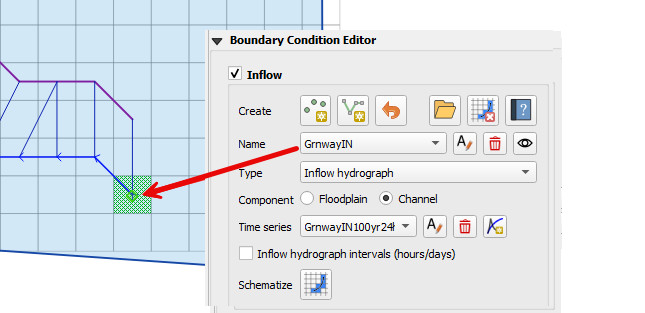 Boundary Condition Editor
Inflow
Create
Name GrnwayIN
Type Inflow hydrograph
Component Floodplain Channel
Time series GrnwayIN100yr24
Inflow hydrograph intervals (hours/days)
Schematize